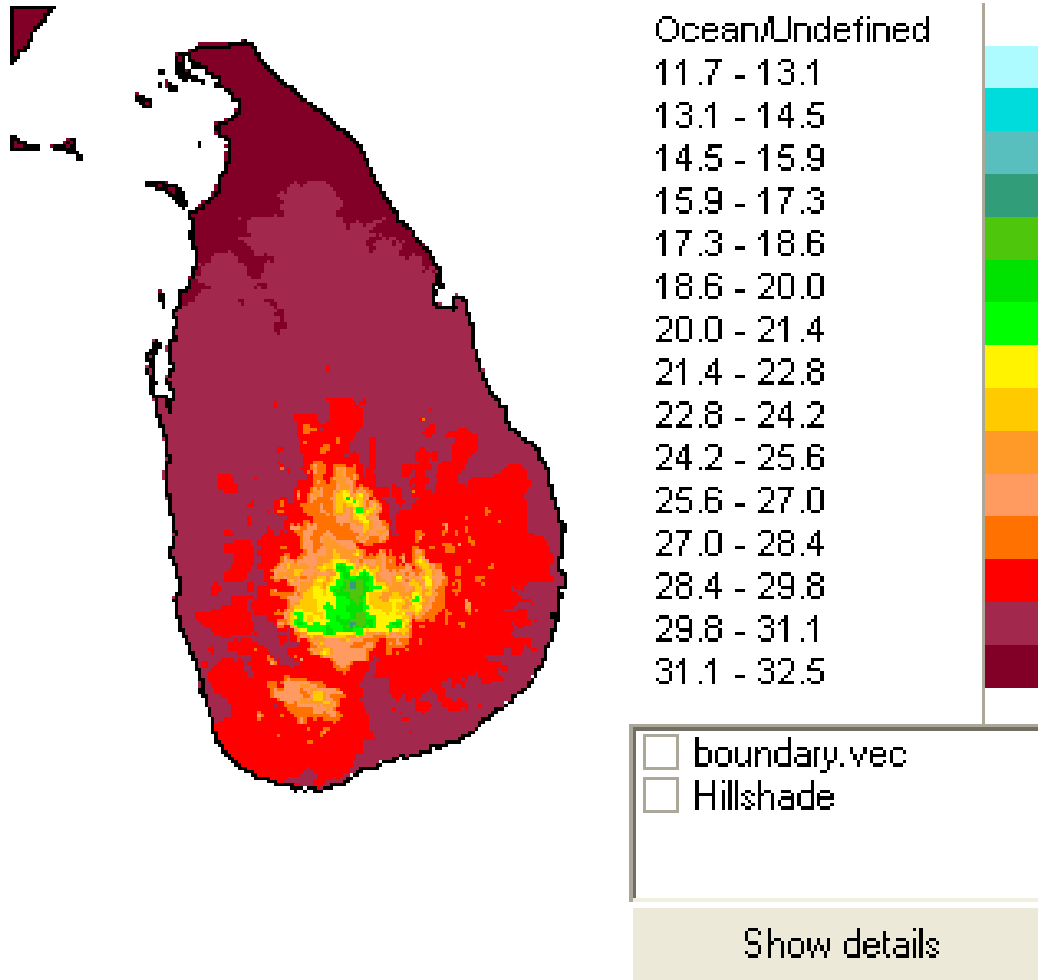 Ocean/Undefined
11.7 - 13.1
13.1 - 14.5
14.5 - 15.9
15.9 - 17.3
17.3 - 18.6
18.6 - 20.0
20.0 - 21.4
21.4 - 22.8
22.8 - 24.2
24.2 - 25.6
25.6 - 27.0
27.0 - 28.4
28.4 - 29.8
29.8 - 31.1
31.1 - 32.5
boundary.vec
Hillshade
Show details